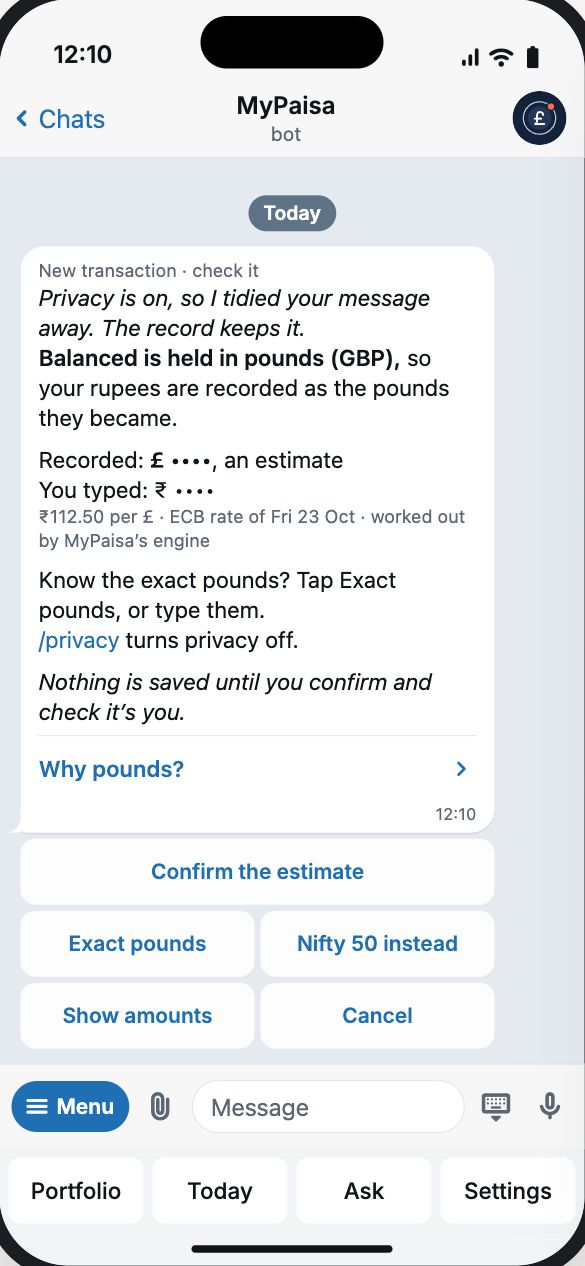 12:10
Chats
MyPaisa
bot
£
Today
New transaction · check it
Privacy is on, so I tidied your message
away. The record keeps it.
Balanced is held in pounds (GBP), so
your rupees are recorded as the pounds
they became.
Recorded: £ ••••, an estimate
You typed: ₹ ••••
₹112.50 per £ · ECB rate of Fri 23 Oct · worked out
by MyPaisa’s engine
Know the exact pounds? Tap Exact
pounds, or type them.
/privacy turns privacy off.
Nothing is saved until you confirm and
check it’s you.
Why pounds?
12:10
Confirm the estimate
Exact pounds
Nifty 50 instead
Show amounts
Cancel
Menu
Message
Portfolio
Today
Ask
Settings